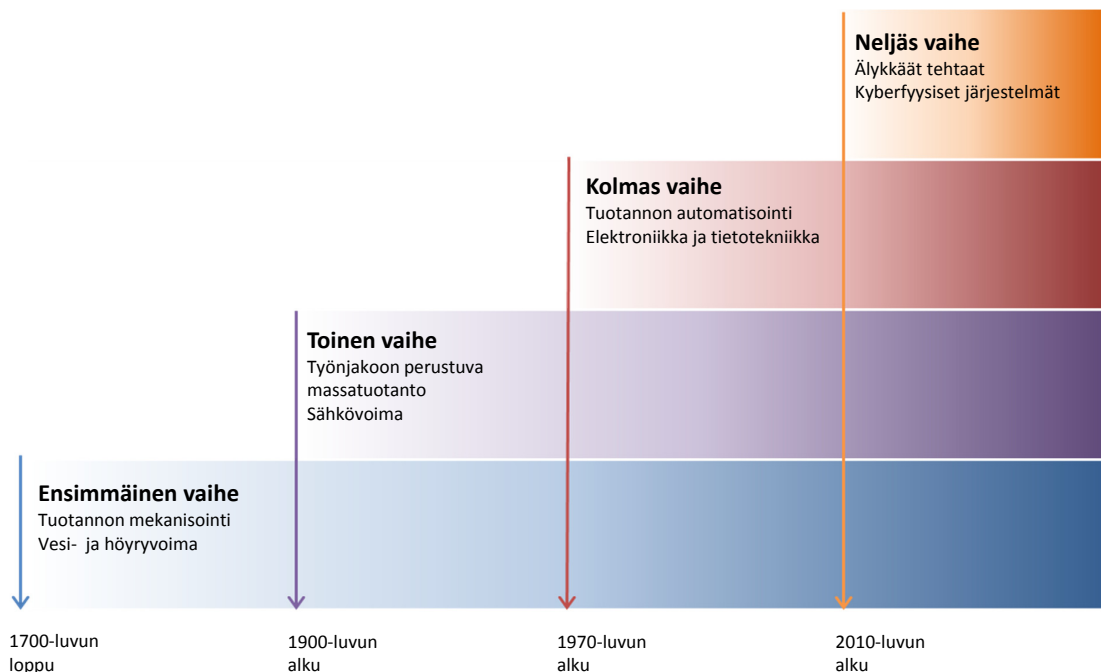 Neljäs vaihe
Älykkäät tehtaat
Kyberfyysiset järjestelmät
Kolmas vaihe
Tuotannon automatisointi
Elektroniikka ja tietotekniikka
Toinen vaihe
Työnjakoon perustuva
massatuotanto
Sähkövoima
Ensimmäinen vaihe
Tuotannon mekanisointi
Vesi- ja höyryvoima
1700-luvun
loppu
1900-luvun
alku
1970-luvun
alku
2010-luvun
alku